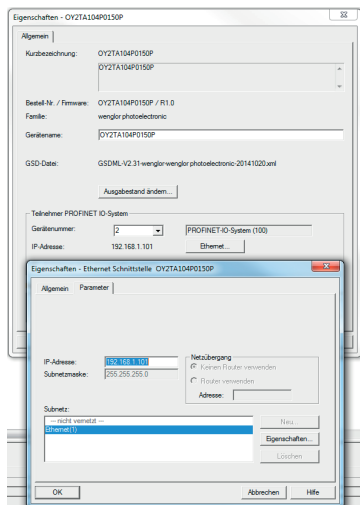 Eigenschaften - OY2TA104P0150P
Allgemein
Kurzbezeichnung: OY2TA104P0150P
OY2TA104P0150P
Bestell-Nr. / Firmware: OY2TA104P0150P / R1.0
Familie: wenglor photoelectronic
Gerätename: OY2TA104P0150P
GSD-Datei: GSDML-V2.31-wenglor-wenglor photoelectronic-20141020.xml
Ausgabestand ändern...
Teilnehmer PROFINET IO-System
Gerätenummer: 2 PROFINET-IO-System (100)
IP-Adresse: 192.168.1.101 Ethernet...
Eigenschaften - Ethernet Schnittstelle OY2TA104P0150P
Allgemein Parameter
IP-Adresse: 192.168.1.101
Subnetzmaske: 255.255.255.0
Netzübergang
Keinen Router verwenden
Router verwenden
Adresse:
Subnetz:
--- nicht vernetzt ---
Ethernet(1)
Neu...
Eigenschaften...
Löschen
OK Abbrechen Hilfe